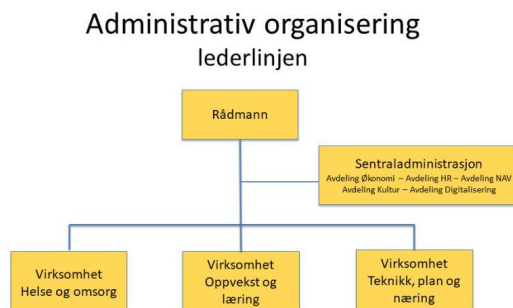 Administrativ organisering
lederlinjen
Rådmann
Sentraladministrasjon
Avdeling Økonomi – Avdeling HR – Avdeling NAV
Avdeling Kultur – Avdeling Digitalisering
Virksomhet
Helse og omsorg
Virksomhet
Oppvekst og
læring
Virksomhet
Teknikk, plan og
næring